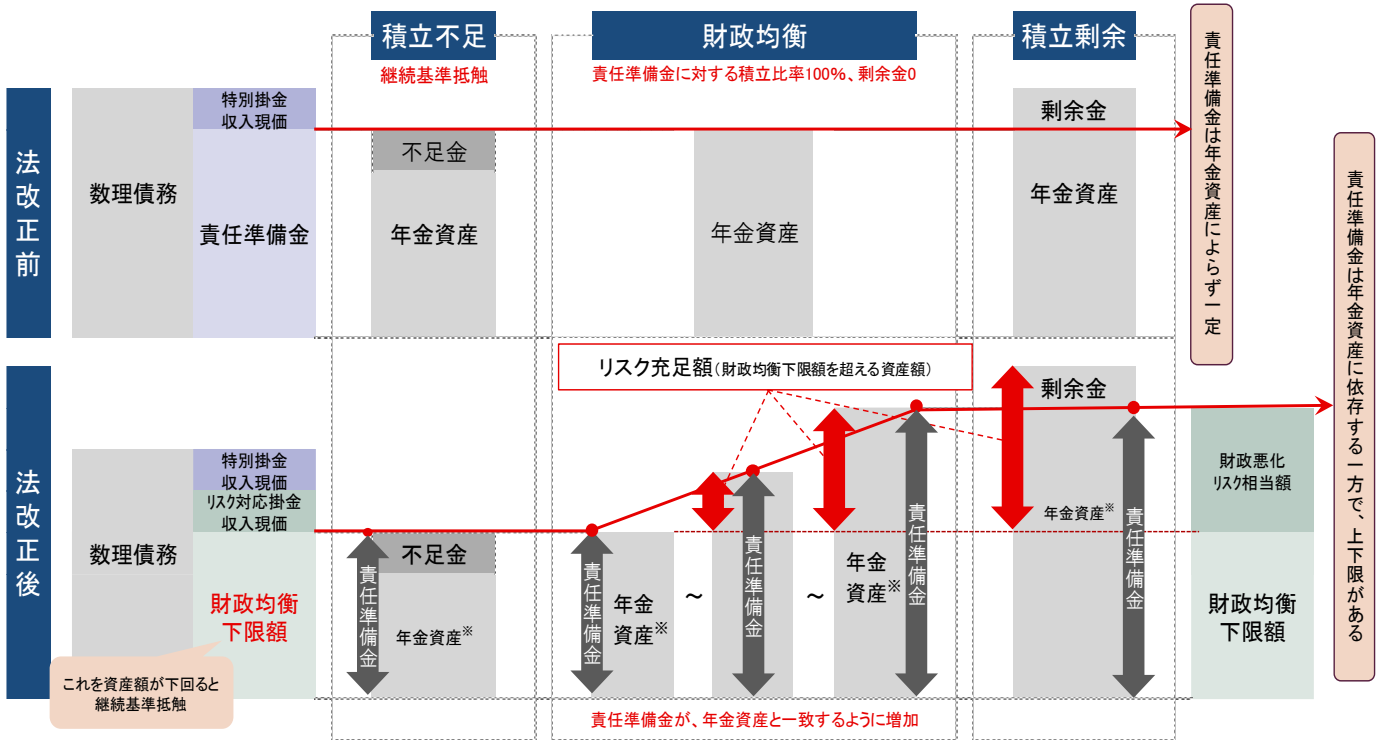 積立不足
財政均衡
積立剰余
継続基準抵触
責任準備金に対する積立比率100%、剰余金0
責任準備金は年金資産によらず一定
責任準備金は年金資産に依存する一方で、上下限がある
法改正前
数理債務
特別掛金
収入現価
責任準備金
不足金
年金資産
年金資産
剰余金
年金資産
リスク充足額（財政均衡下限額を超える資産額）
法改正後
数理債務
特別掛金
収入現価
リスク対応掛金
収入現価
財政均衡
下限額
これを資産額が下回ると
継続基準抵触
責任準備金
不足金
年金資産※
責任準備金
年金
資産※
～
責任準備金
～
年金
資産※
責任準備金
剰余金
年金資産※
責任準備金
財政悪化
リスク相当額
財政均衡
下限額
責任準備金が、年金資産と一致するように増加